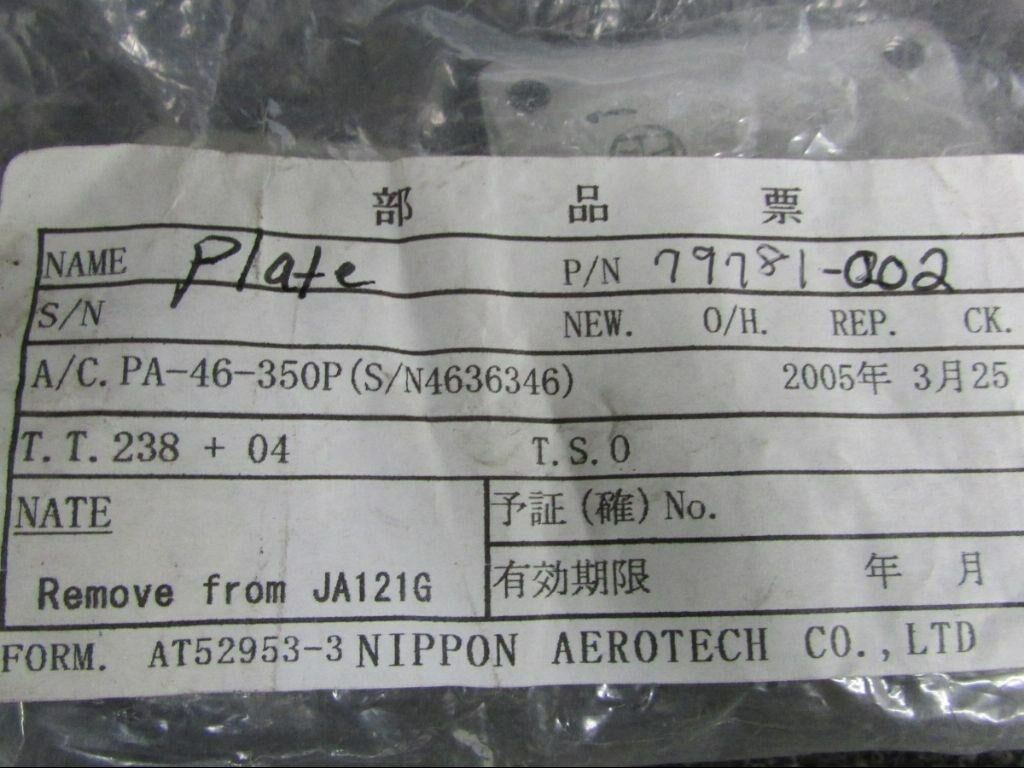 部 品 票
NAME Plate P/N 79781-002
S/N NEW. O/H. REP. CK.
A/C. PA-46-350P(S/N4636346) 2005年 3月25
T.T. 238 + 04 T.S.O
NATE
予証(確)No.
Remove from JA121G
有効期限 年 月
FORM. AT52953-3 NIPPON AEROTECH CO.,LTD